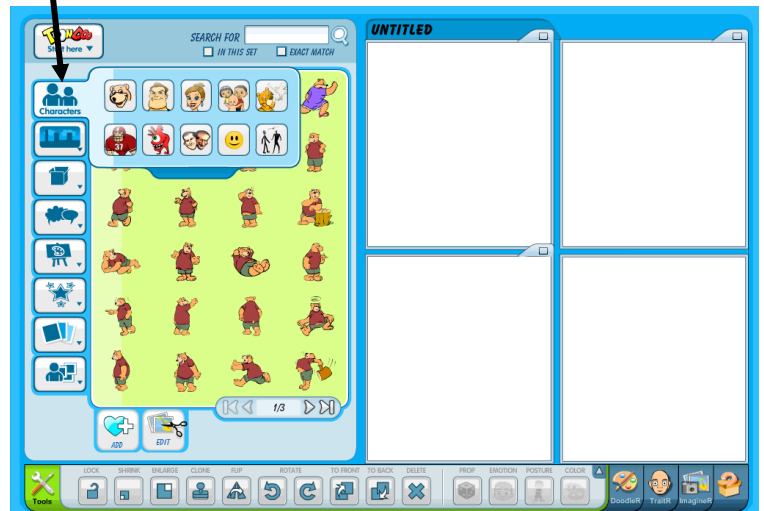 TOONDOO
Start here
SEARCH FOR
IN THIS SET
EXACT MATCH
UNTITLED
Characters
37
1/3
ADD
EDIT
LOCK SHRINK ENLARGE CLONE FLIP ROTATE TO FRONT TO BACK DELETE PROP EMOTION POSTURE COLOR
Tools
DoodleR TraitR ImagineR